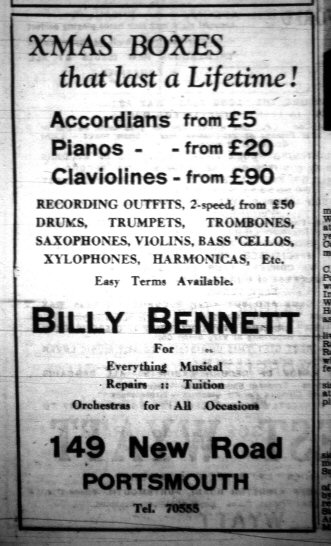 XMAS BOXES
that last a Lifetime!
Accordians from £5
Pianos - - from £20
Claviolines - from £90
RECORDING OUTFITS, 2-speed, from £50
DRUMS, TRUMPETS, TROMBONES,
SAXOPHONES, VIOLINS, BASS 'CELLOS,
XYLOPHONES, HARMONICAS, Etc.
Easy Terms Available.
BILLY BENNETT
For
Everything Musical
Repairs :: Tuition
Orchestras for All Occasions
149 New Road
PORTSMOUTH
Tel. 70555